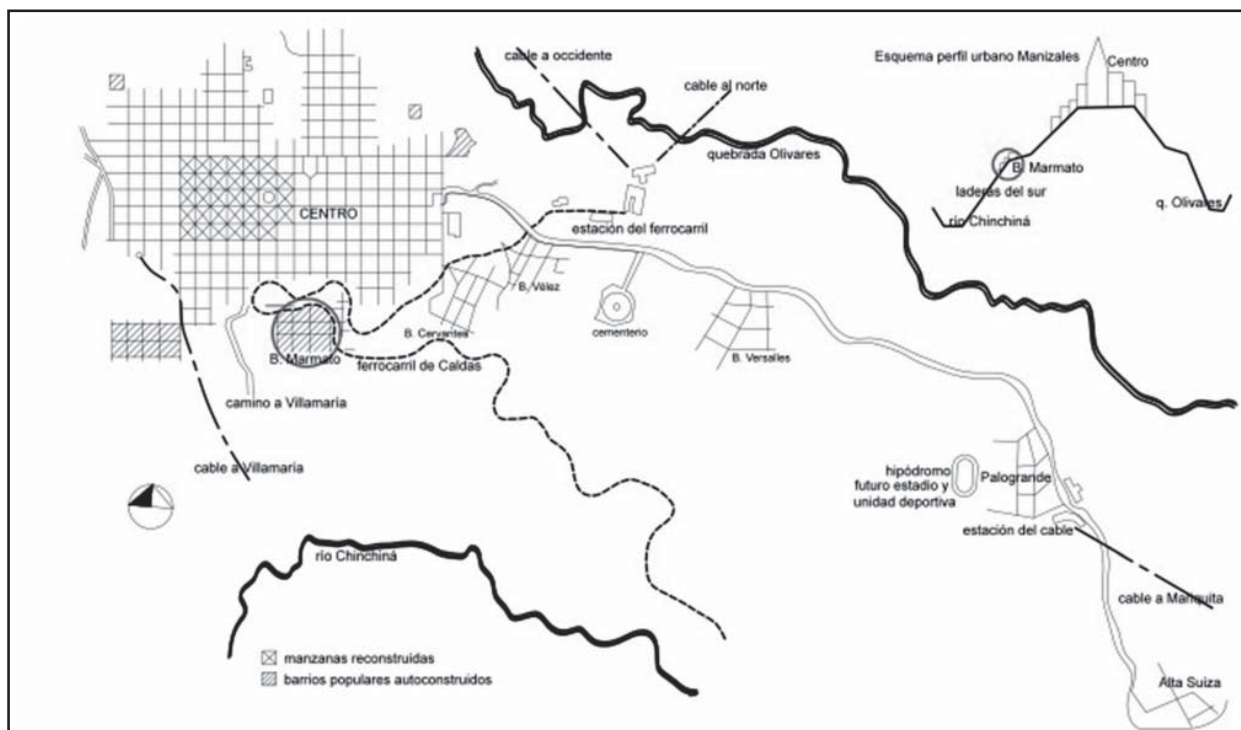 cable a occidente
cable al norte
quebrada Olivares
Esquema perfil urbano Manizales
Centro
B. Marmato
laderas del sur
río Chinchiná
q. Olivares
CENTRO
estación del ferrocarril
B. Vélez
B. Cervantes
cementerio
B. Versalles
B. Marmato
ferrocarril de Caldas
camino a Villamaría
cable a Villamaría
hipódromo
futuro estadio y
unidad deportiva
Palogrande
estación del cable
cable a Mariquita
Alta Suiza
río Chinchiná
manzanas reconstruidas
barrios populares autoconstruidos